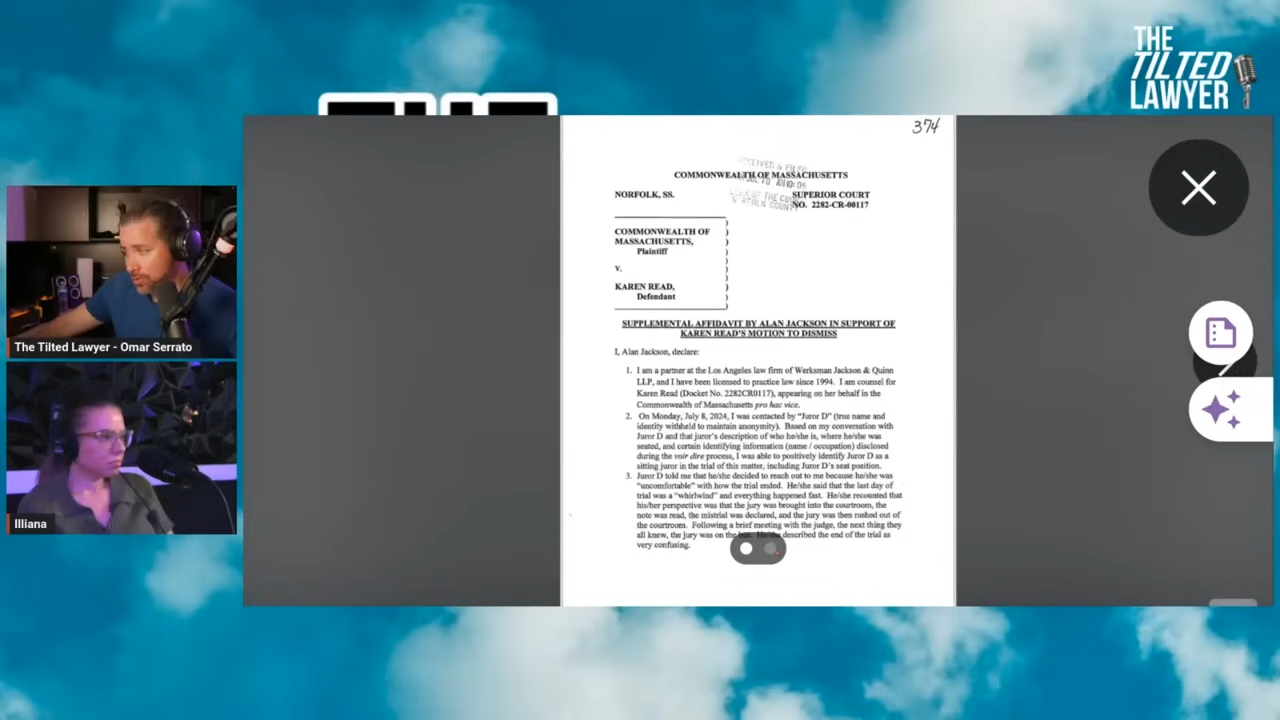 THE
TILTED
LAWYER
374
RECEIVED & FILED
COMMONWEALTH OF MASSACHUSETTS
NORFOLK, SS.
SUPERIOR COURT
NO. 2282-CR-00117
COMMONWEALTH OF
MASSACHUSETTS,
Plaintiff
V.
KAREN READ,
Defendant
SUPPLEMENTAL AFFIDAVIT BY ALAN JACKSON IN SUPPORT OF
KAREN READ'S MOTION TO DISMISS
I, Alan Jackson, declare:
1. I am a partner at the Los Angeles law firm of Werksman Jackson & Quinn
LLP, and I have been licensed to practice law since 1994. I am counsel for
Karen Read (Docket No. 2282CR0117), appearing on her behalf in the
Commonwealth of Massachusetts pro hac vice.
2. On Monday, July 8, 2024, I was contacted by "Juror D" (true name and
identity withheld to maintain anonymity). Based on my conversation with
Juror D and that juror's description of who he/she is, where he/she was
seated, and certain identifying information (name / occupation) disclosed
during the voir dire process, I was able to positively identify Juror D as a
sitting juror in the trial of this matter, including Juror D's seat position.
3. Juror D told me that he/she decided to reach out to me because he/she was
"uncomfortable" with how the trial ended. He/she said that the last day of
trial was a "whirlwind" and everything happened fast. He/she recounted that
his/her perspective was that the jury was brought into the courtroom, the
note was read, the mistrial was declared, and the jury was then rushed out of
the courtroom. Following a brief meeting with the judge, the next thing they
all knew, the jury was on the bus. He/she described the end of the trial as
very confusing.
The Tilted Lawyer - Omar Serrato
Illiana